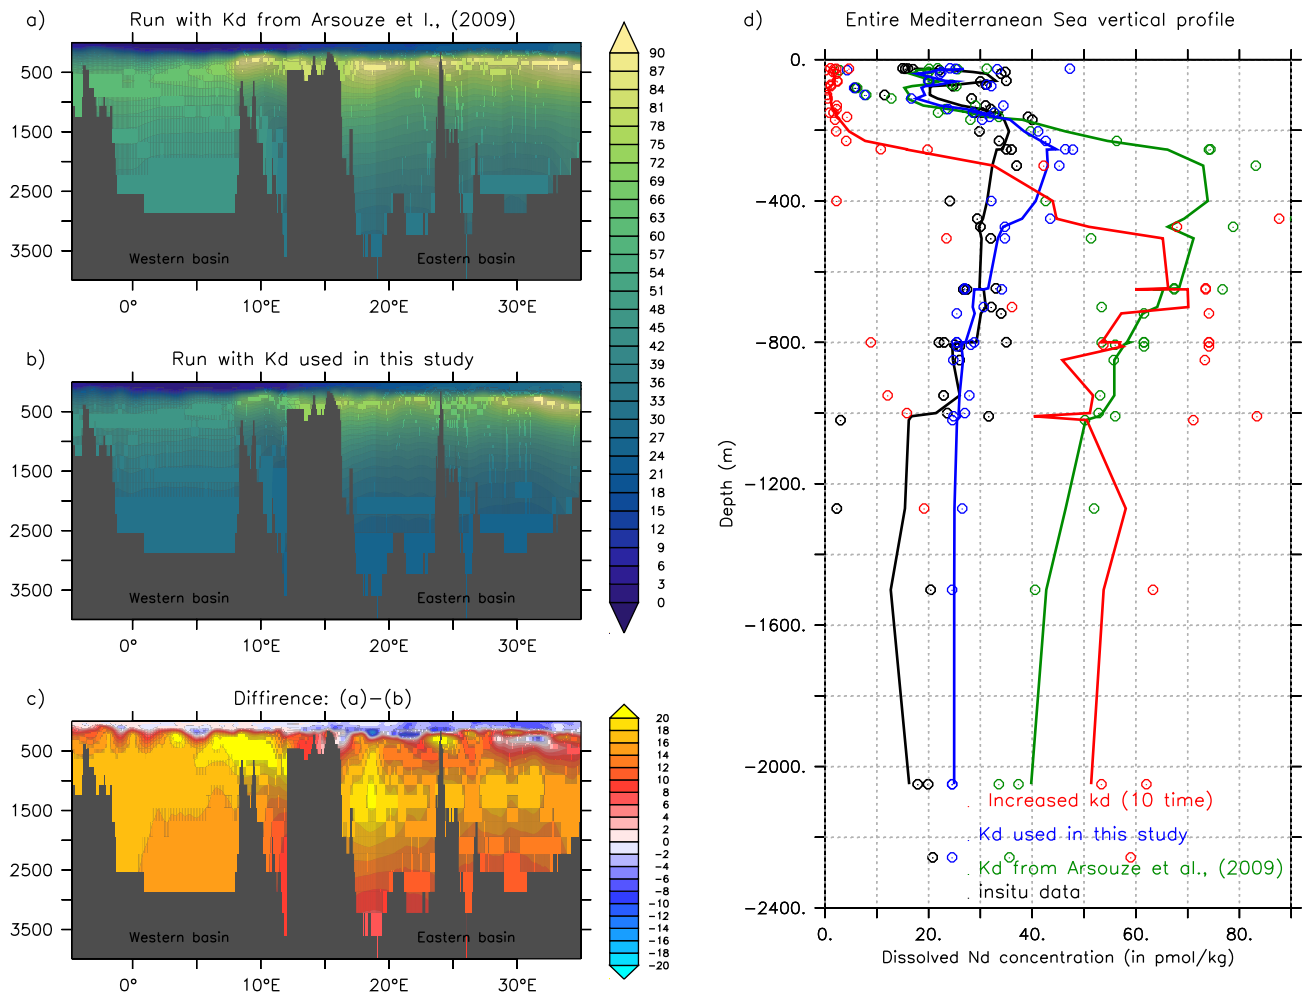 a)
Run with Kd from Arsouze et l., (2009)
500
1500
2500
3500
Western basin
Eastern basin
0°
10°E
20°E
30°E
b)
Run with Kd used in this study
500
1500
2500
3500
Western basin
Eastern basin
0°
10°E
20°E
30°E
90
87
84
81
78
75
72
69
66
63
60
57
54
51
48
45
42
39
36
33
30
27
24
21
18
15
12
9
6
3
0
c)
Diffirence: (a)-(b)
500
1500
2500
3500
Western basin
Eastern basin
0°
10°E
20°E
30°E
20
18
16
14
12
10
8
6
4
2
0
-2
-4
-6
-8
-10
-12
-14
-16
-18
-20
d)
Entire Mediterranean Sea vertical profile
0.
-400.
-800.
-1200.
-1600.
-2000.
-2400.
Depth (m)
Increased kd (10 time)
Kd used in this study
Kd from Arsouze et al., (2009)
insitu data
0.
20.
40.
60.
80.
Dissolved Nd concentration (in pmol/kg)